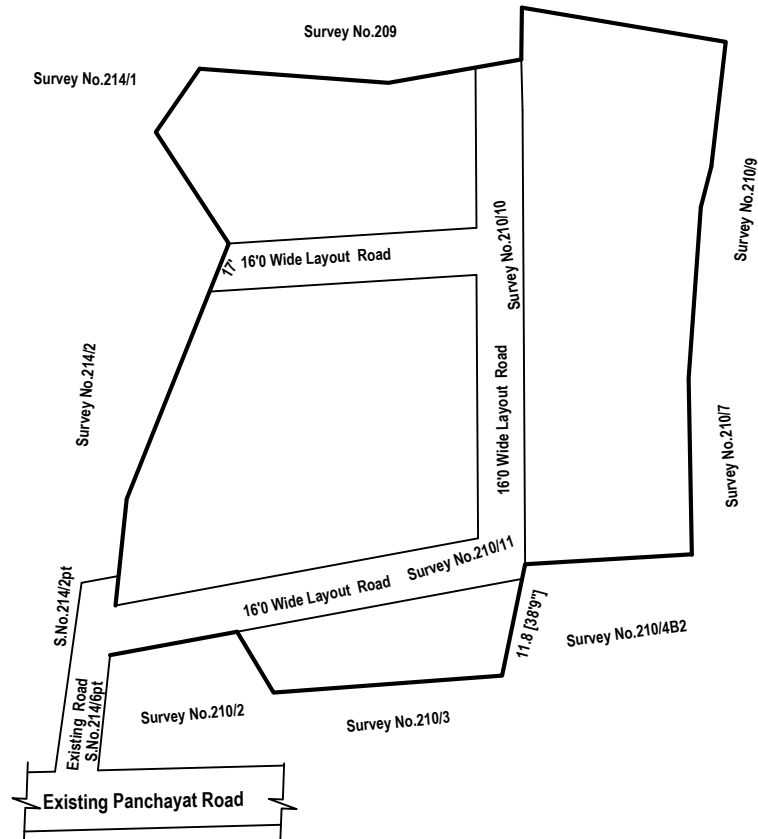 Survey No.209
Survey No.214/1
Survey No.210/9
Survey No.210/10
17'
16'0 Wide Layout Road
Survey No.214/2
16'0 Wide Layout Road
Survey No.210/7
Survey No.210/11
16'0 Wide Layout Road
S.No.214/2pt
11.8 [38'9"]
Survey No.210/4B2
Existing Road
S.No.214/6pt
Survey No.210/2
Survey No.210/3
Existing Panchayat Road